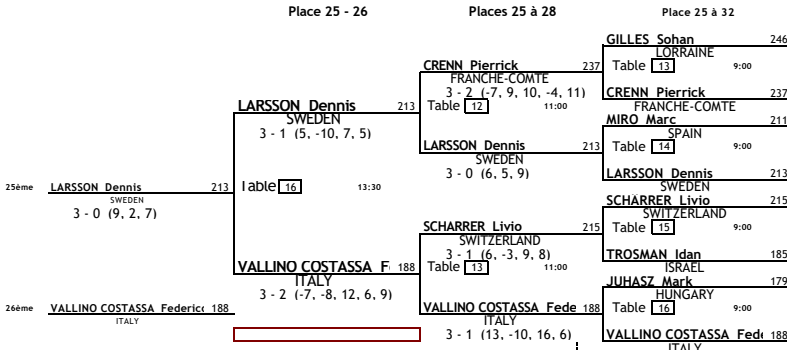 Place 25 - 26
Places 25 à 28
Place 25 à 32
GILLES Sohan 246
LORRAINE
Table 13 9:00
CRENN Pierrick 237
FRANCHE-COMTE
MIRO Marc 211
SPAIN
Table 14 9:00
LARSSON Dennis 213
SWEDEN
SCHÄRRER Livio 215
SWITZERLAND
Table 15 9:00
TROSMAN Idan 185
ISRAEL
JUHASZ Mark 179
HUNGARY
Table 16 9:00
VALLINO COSTASSA Fede 188
ITALY
CRENN Pierrick 237
FRANCHE-COMTE
3 - 2 (-7, 9, 10, -4, 11)
Table 12 11:00
LARSSON Dennis 213
SWEDEN
3 - 0 (6, 5, 9)
SCHARRER Livio 215
SWITZERLAND
3 - 1 (6, -3, 9, 8)
Table 13 11:00
VALLINO COSTASSA Fede 188
ITALY
3 - 1 (13, -10, 16, 6)
LARSSON Dennis 213
SWEDEN
3 - 1 (5, -10, 7, 5)
Table 16 13:30
VALLINO COSTASSA F 188
ITALY
3 - 2 (-7, -8, 12, 6, 9)
25ème LARSSON Dennis 213
SWEDEN
3 - 0 (9, 2, 7)
26ème VALLINO COSTASSA Federico 188
ITALY